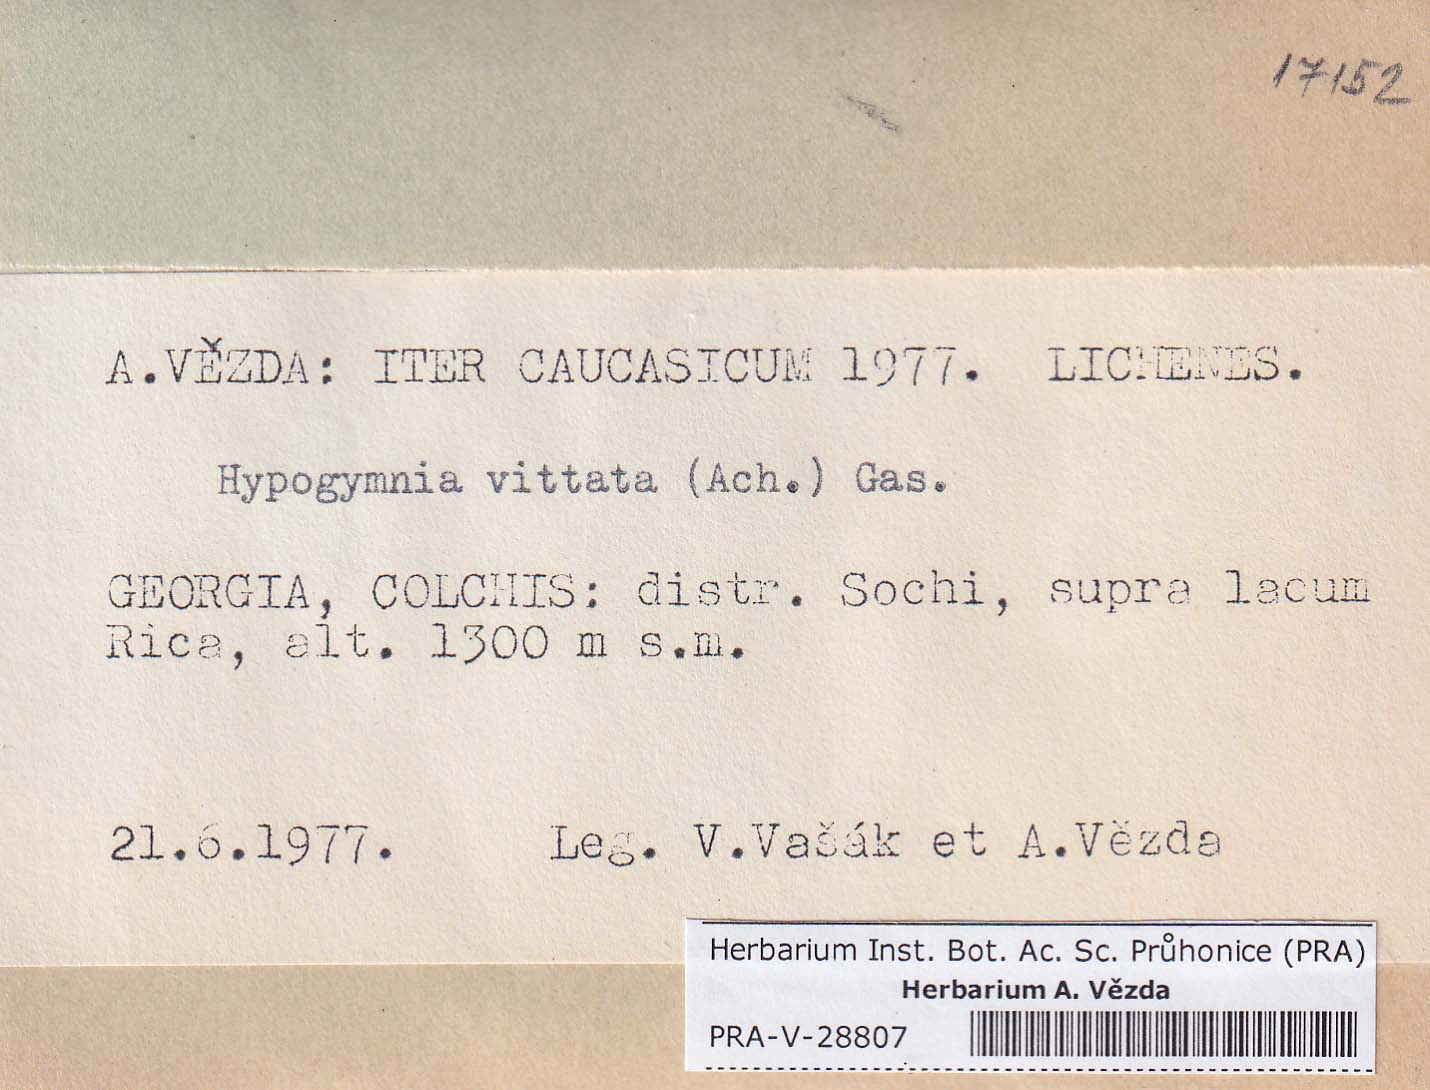 17152
A.VĚZDA: ITER CAUCASICUM 1977. LICHENES.
Hypogymnia vittata (Ach.) Gas.
GEORGIA, COLCHIS: distr. Sochi, supra lacum
Rica, alt. 1300 m s.m.
21.6.1977. Leg. V.Vašák et A.Vězda
Herbarium Inst. Bot. Ac. Sc. Průhonice (PRA)
Herbarium A. Vězda
PRA-V-28807